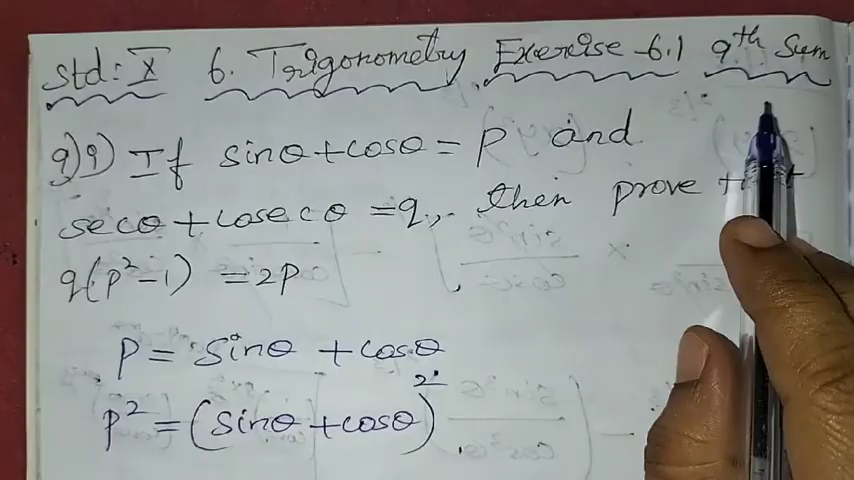 Std: X 6. Trigonometry Exercise-6.1 9th Sum
q) 9) If sinθ + cosθ = P and
secθ + cosecθ = q, then prove that
q(p²-1) = 2P
P = sinθ + cosθ
p² = (sinθ + cosθ)²